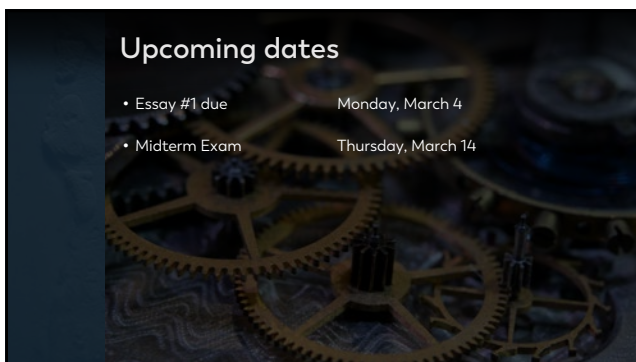 Upcoming dates
• Essay #1 due Monday, March 4
• Midterm Exam Thursday, March 14